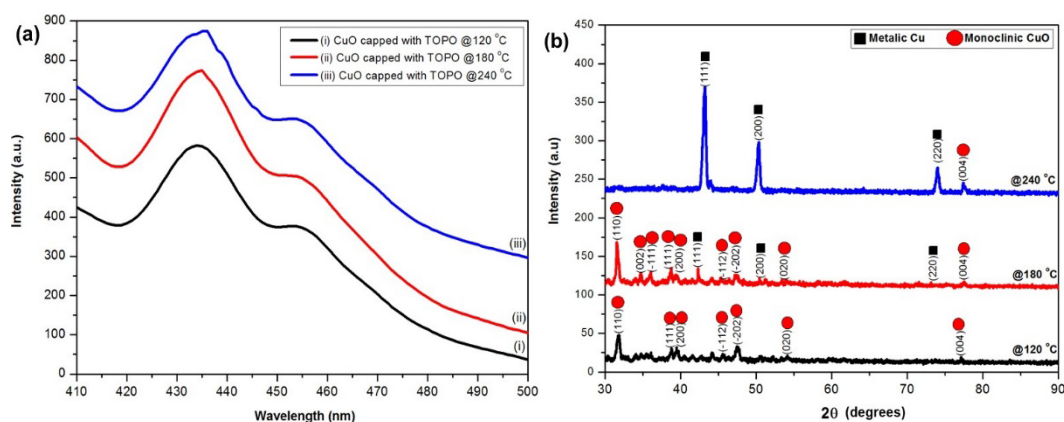 (a)
(i) CuO capped with TOPO @120 °C
(ii) CuO capped with TOPO @180 °C
(iii) CuO capped with TOPO @240 °C
Intensity (a.u.)
900
800
700
600
500
400
300
200
100
0
(iii)
(ii)
(i)
410 420 430 440 450 460 470 480 490 500
Wavelength (nm)
(b)
Metalic Cu Monoclinic CuO
Intensity (a.u)
450
400
350
300
250
200
150
100
50
0
(111) (200) (220) (004)
@240 °C
(110) (002) (-111) (111) (200) (111) (-112) (-202) (200) (020) (220) (004)
@180 °C
(110) (111) (200) (-112) (-202) (020) (004)
@120 °C
30 40 50 60 70 80 90
2θ (degrees)